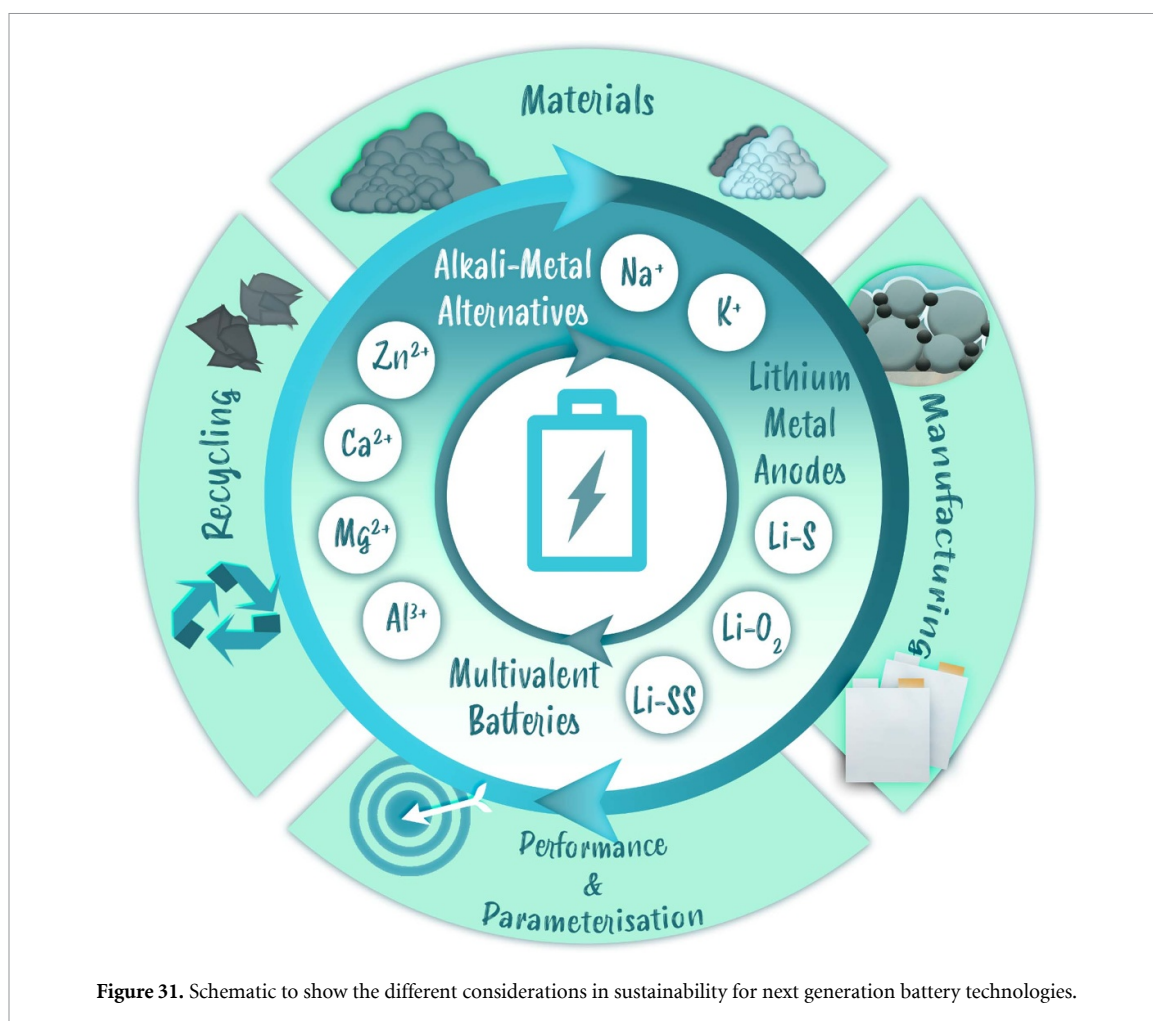 Materials
Alkali-Metal
Alternatives
Na⁺
K⁺
Lithium
Metal
Anodes
Li-S
Li-O₂
Li-SS
Multivalent
Batteries
Al³⁺
Mg²⁺
Ca²⁺
Zn²⁺
Manufacturing
Performance
&
Parameterisation
Recycling
Figure 31. Schematic to show the different considerations in sustainability for next generation battery technologies.